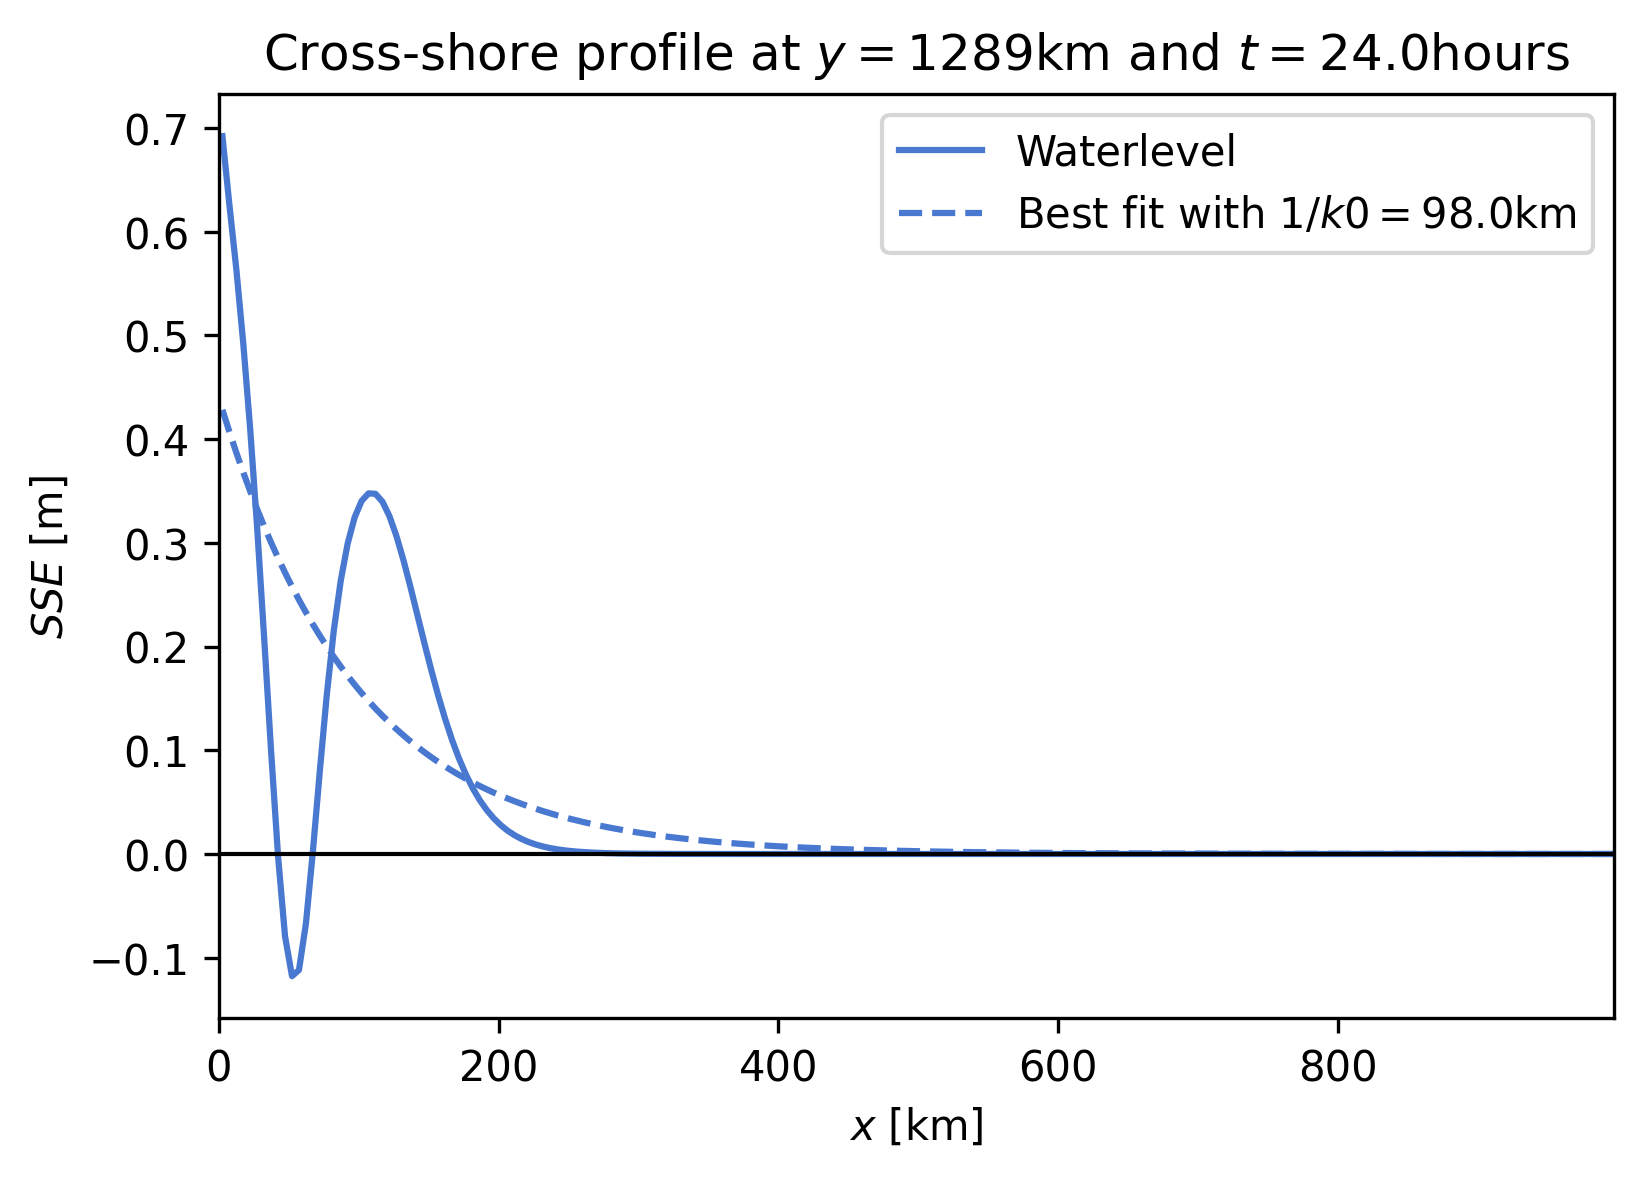 Cross-shore profile at y = 1289km and t = 24.0hours
Waterlevel
Best fit with 1/k0 = 98.0km
SSE [m]
0.7
0.6
0.5
0.4
0.3
0.2
0.1
0.0
−0.1
0 200 400 600 800
x [km]